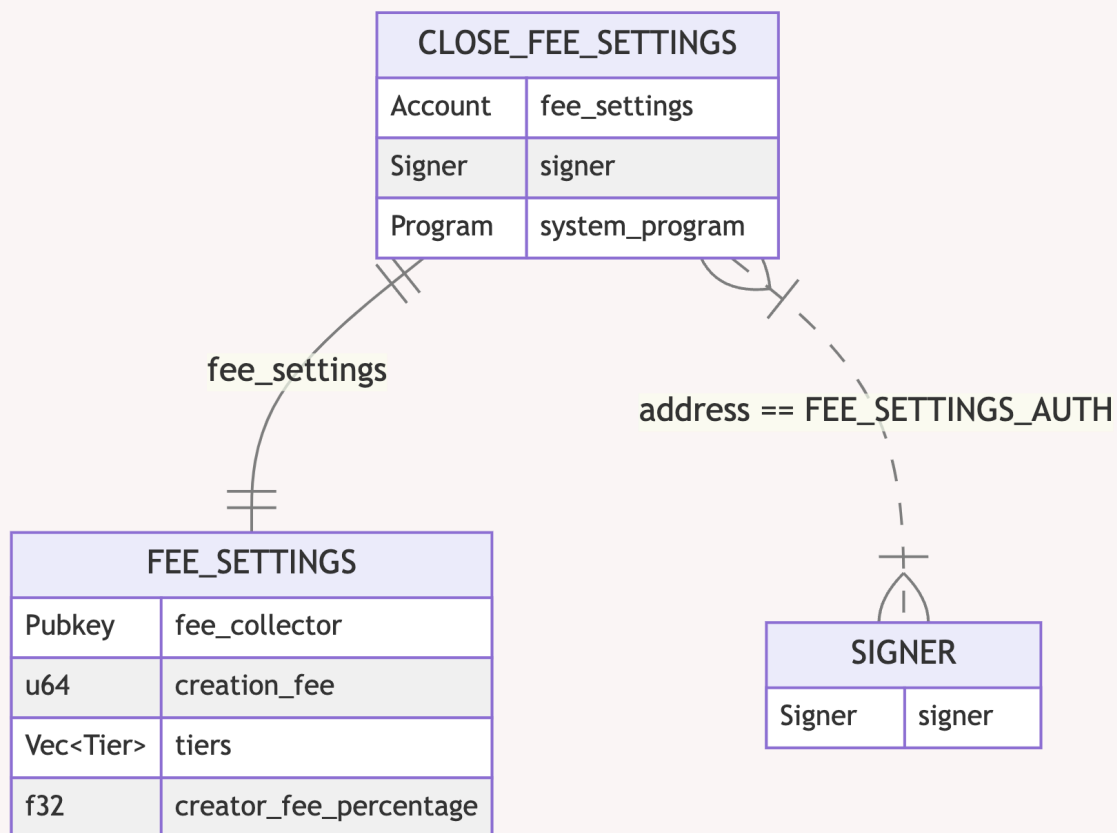 CLOSE_FEE_SETTINGS
Account fee_settings
Signer signer
Program system_program
fee_settings
address == FEE_SETTINGS_AUTH
FEE_SETTINGS
Pubkey fee_collector
u64 creation_fee
Vec<Tier> tiers
f32 creator_fee_percentage
SIGNER
Signer signer